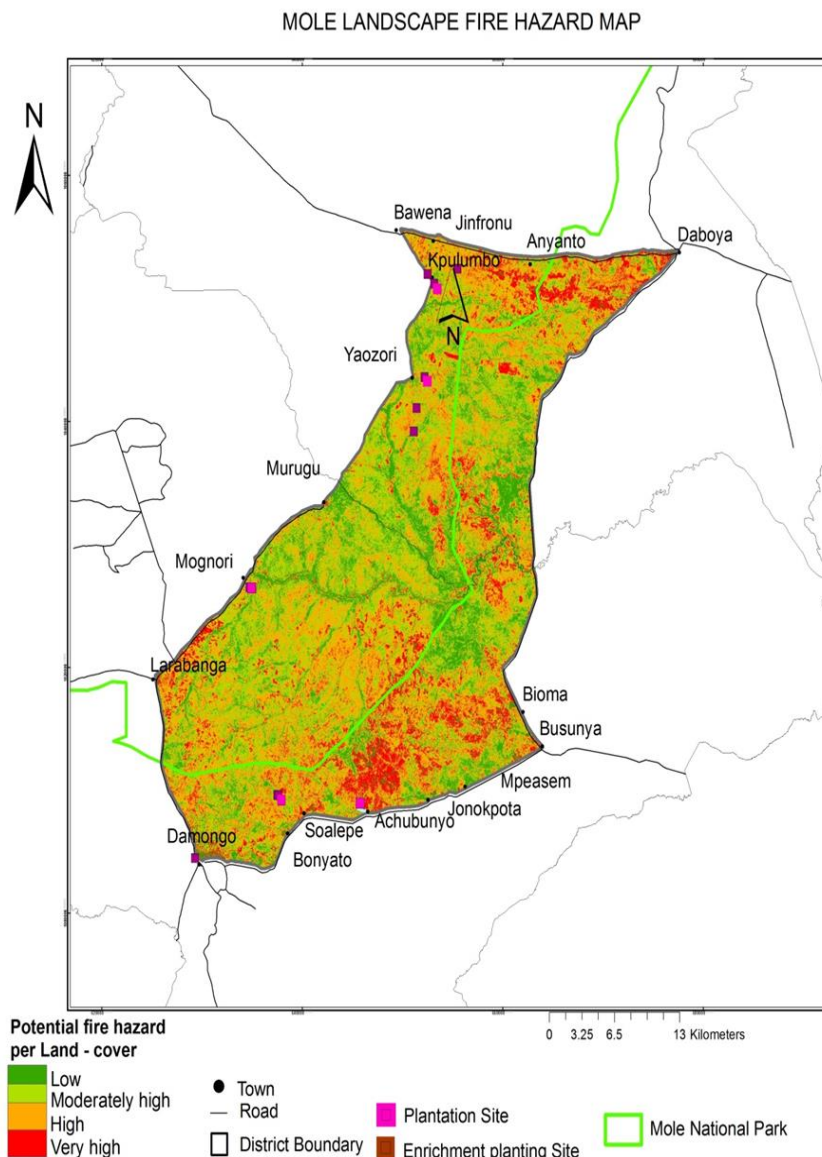 MOLE LANDSCAPE FIRE HAZARD MAP
N
Bawena
Jinfronu
Anyanto
Daboya
Kpulumbo
N
Yaozori
Murugu
Mognori
Larabanga
Bioma
Busunya
Mpeasem
Jonokpota
Achubunyo
Soalepe
Damongo
Bonyato
0 3.25 6.5 13 Kilometers
Potential fire hazard
per Land - cover
Low
Moderately high
High
Very high
Town
Road
District Boundary
Plantation Site
Enrichment planting Site
Mole National Park